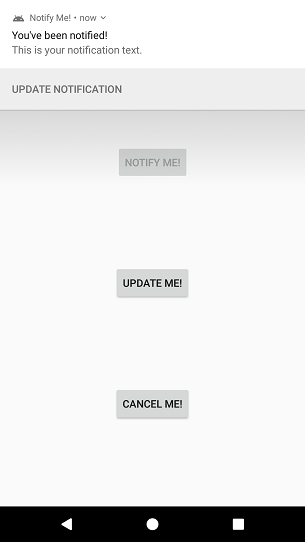 Notify Me! • now
You've been notified!
This is your notification text.
UPDATE NOTIFICATION
NOTIFY ME!
UPDATE ME!
CANCEL ME!